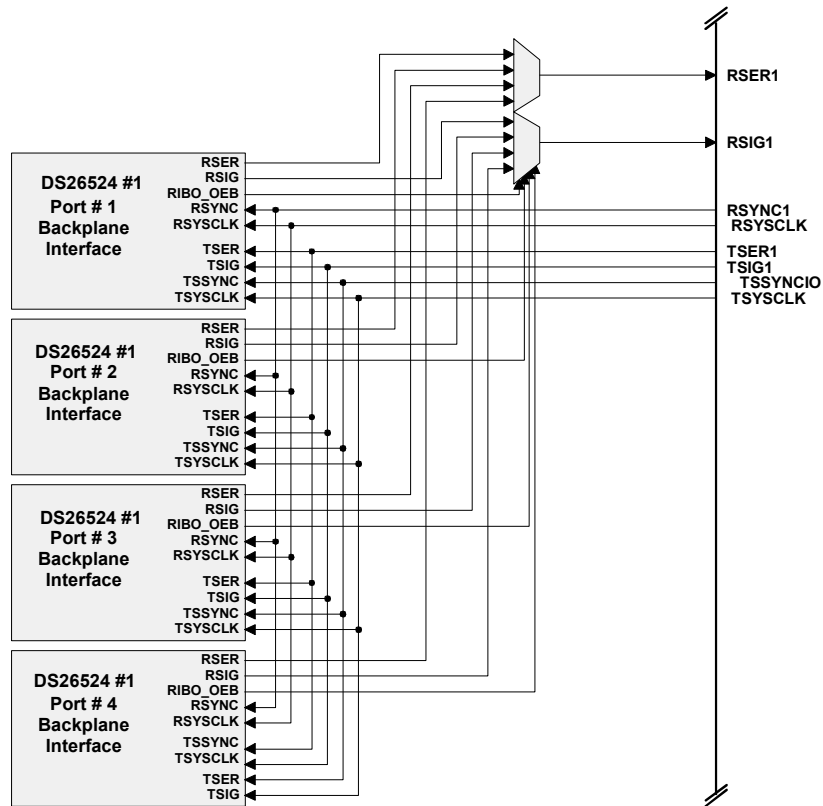 RSER1
RSIG1
RSYNC1
RSYSCLK
TSER1
TSIG1
TSSYNCIO
TSYSCLK
DS26524 #1
Port # 1
Backplane
Interface
RSER
RSIG
RIBO_OEB
RSYNC
RSYSCLK
TSER
TSIG
TSSYNC
TSYSCLK
DS26524 #1
Port # 2
Backplane
Interface
RSER
RSIG
RIBO_OEB
RSYNC
RSYSCLK
TSER
TSIG
TSSYNC
TSYSCLK
DS26524 #1
Port # 3
Backplane
Interface
RSER
RSIG
RIBO_OEB
RSYNC
RSYSCLK
TSER
TSIG
TSSYNC
TSYSCLK
DS26524 #1
Port # 4
Backplane
Interface
RSER
RSIG
RIBO_OEB
RSYNC
RSYSCLK
TSSYNC
TSYSCLK
TSER
TSIG